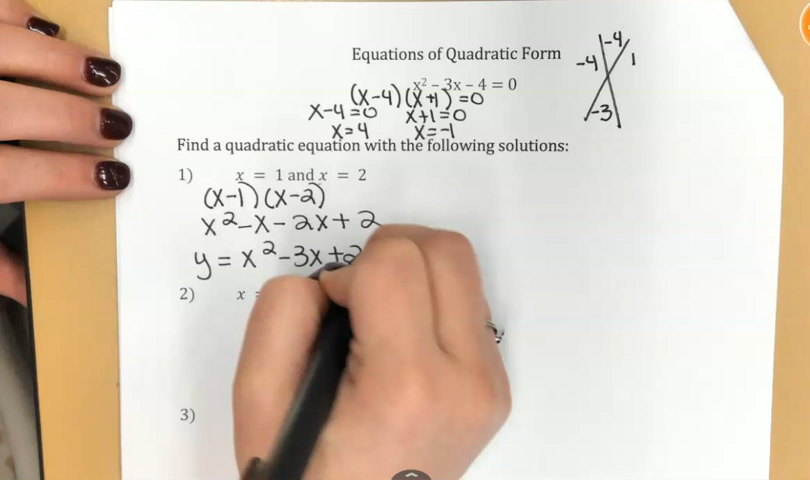 Equations of Quadratic Form
x² – 3x – 4 = 0
(x-4)(x+1)=0
x-4=0 x+1=0
x=4 x=-1
-4
-4 1
-3
Find a quadratic equation with the following solutions:
1) x = 1 and x = 2
(x-1)(x-2)
x²-x-2x+2
y = x²-3x+2
2) x
3)